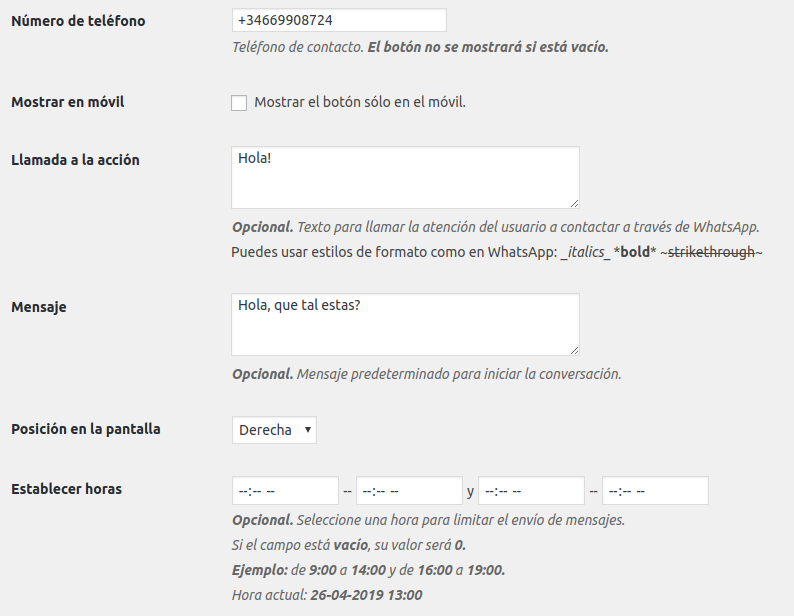 Número de teléfono +34669908724
Teléfono de contacto. El botón no se mostrará si está vacío.
Mostrar en móvil Mostrar el botón sólo en el móvil.
Llamada a la acción Hola!
Opcional. Texto para llamar la atención del usuario a contactar a través de WhatsApp.
Puedes usar estilos de formato como en WhatsApp: _italics_ *bold* ~strikethrough~
Mensaje Hola, que tal estas?
Opcional. Mensaje predeterminado para iniciar la conversación.
Posición en la pantalla Derecha
Establecer horas --:-- -- -- --:-- -- y --:-- -- -- --:-- --
Opcional. Seleccione una hora para limitar el envío de mensajes.
Si el campo está vacío, su valor será 0.
Ejemplo: de 9:00 a 14:00 y de 16:00 a 19:00.
Hora actual: 26-04-2019 13:00